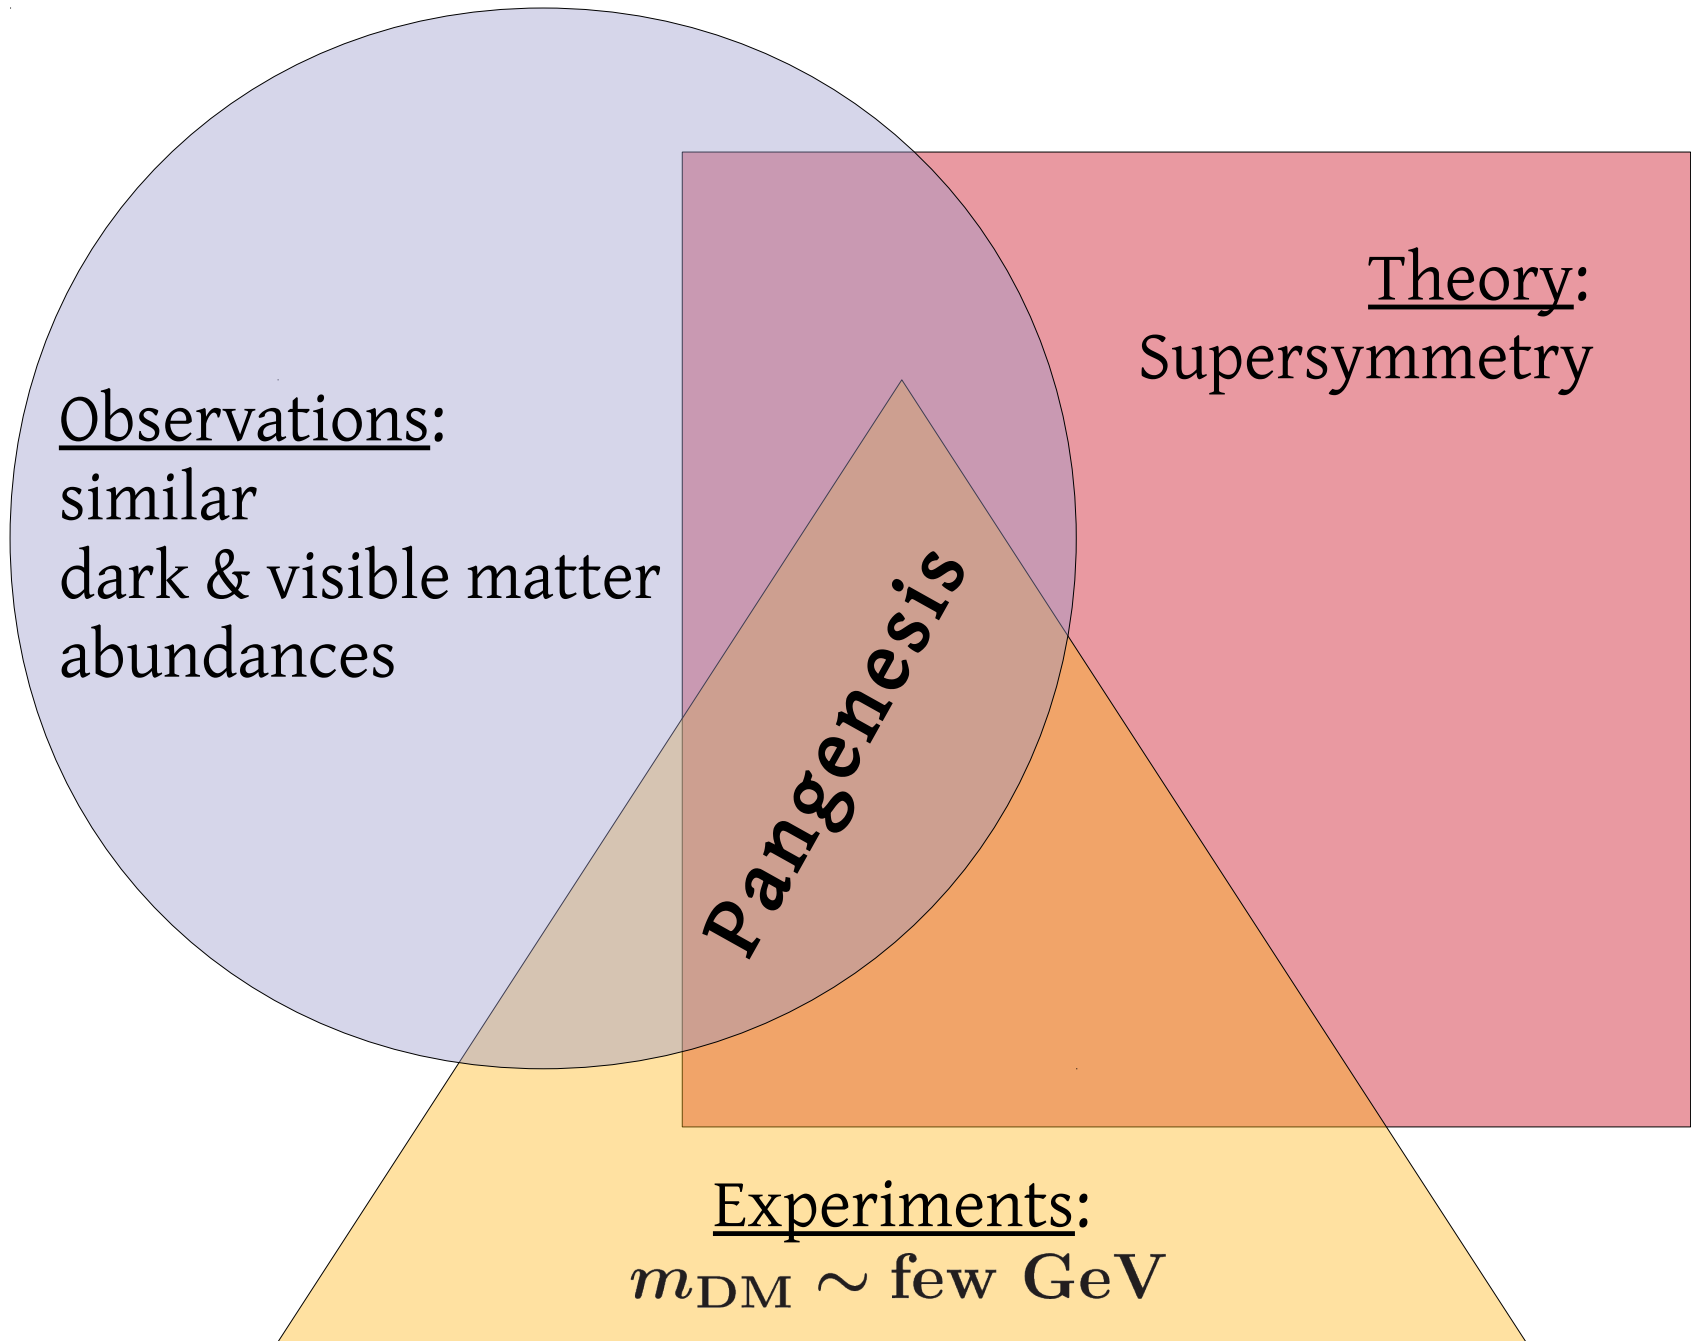 Theory:
Supersymmetry
Observations:
similar
dark & visible matter
abundances
Pangenesis
Experiments:
m_DM ∼ few GeV